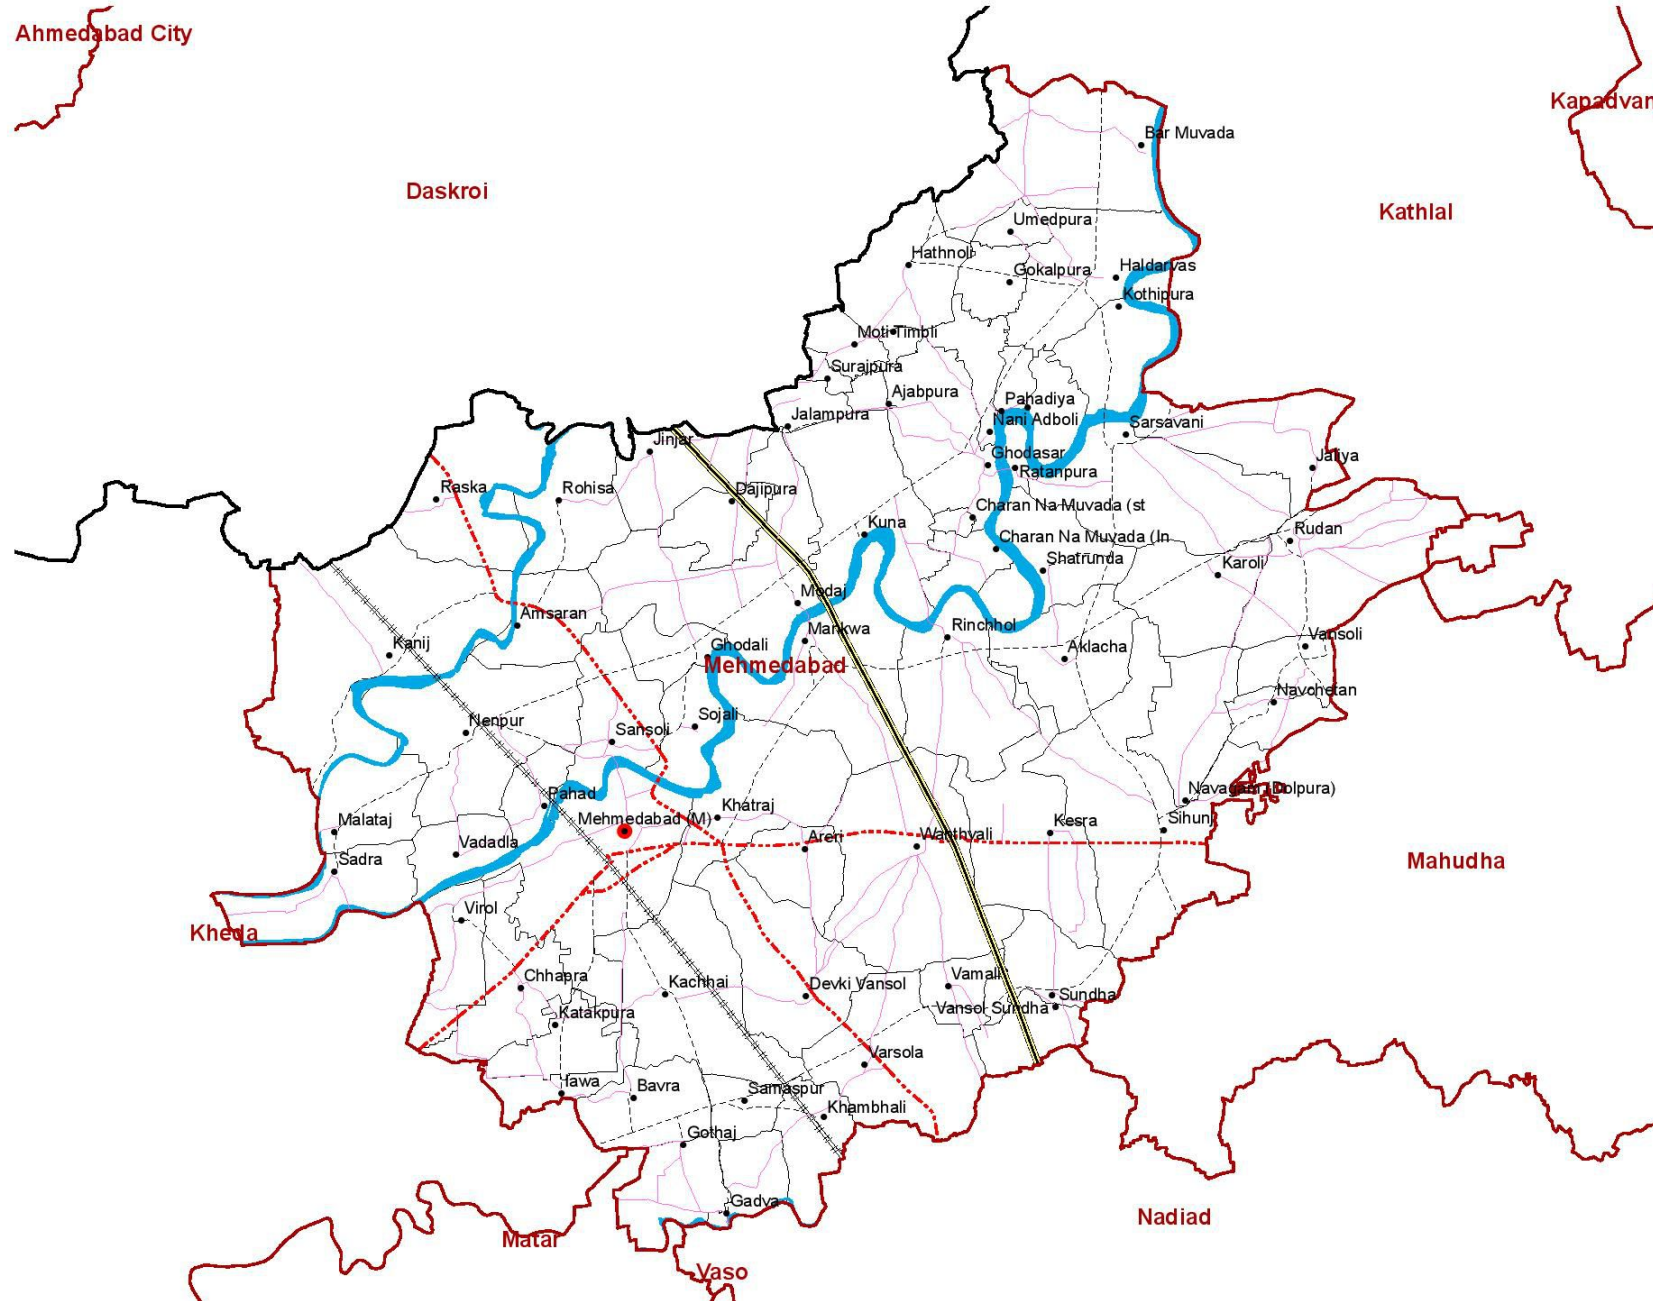 Ahmedabad City
Kapadvan
Bar Muvada
Daskroi
Kathlal
Umedpura
Hathnoli
Gokalpura
Haldarvas
Kothipura
Moti Timbli
Surajpura
Ajabpura
Pahadiya
Jalampura
Nani Adboli
Sarsavani
Jinjar
Ghodasar
Jaliya
Ratanpura
Raska
Rohisa
Dajipura
Charan Na Muvada (st
Kuna
Rudan
Charan Na Muvada (In
Shatrunda
Karoli
Modaj
Amsaran
Mankwa
Rinchhol
Vansoli
Kanij
Ghodali
Aklacha
Mehmedabad
Navchetan
Nenpur
Sansoli
Sojali
Pahad
Navagam (Dolpura)
Khatraj
Malataj
Mehmedabad (M)
Kesra
Sihunj
Vadadla
Areri
Wanthvali
Sadra
Mahudha
Virol
Kheda
Chhapra
Kachhai
Devki Vansol
Vamali
Sundha
Katakpura
Vansol Sundha
Varsola
Iawa
Bavra
Samaspur
Khambhali
Gothaj
Gadva
Nadiad
Matar
Vaso